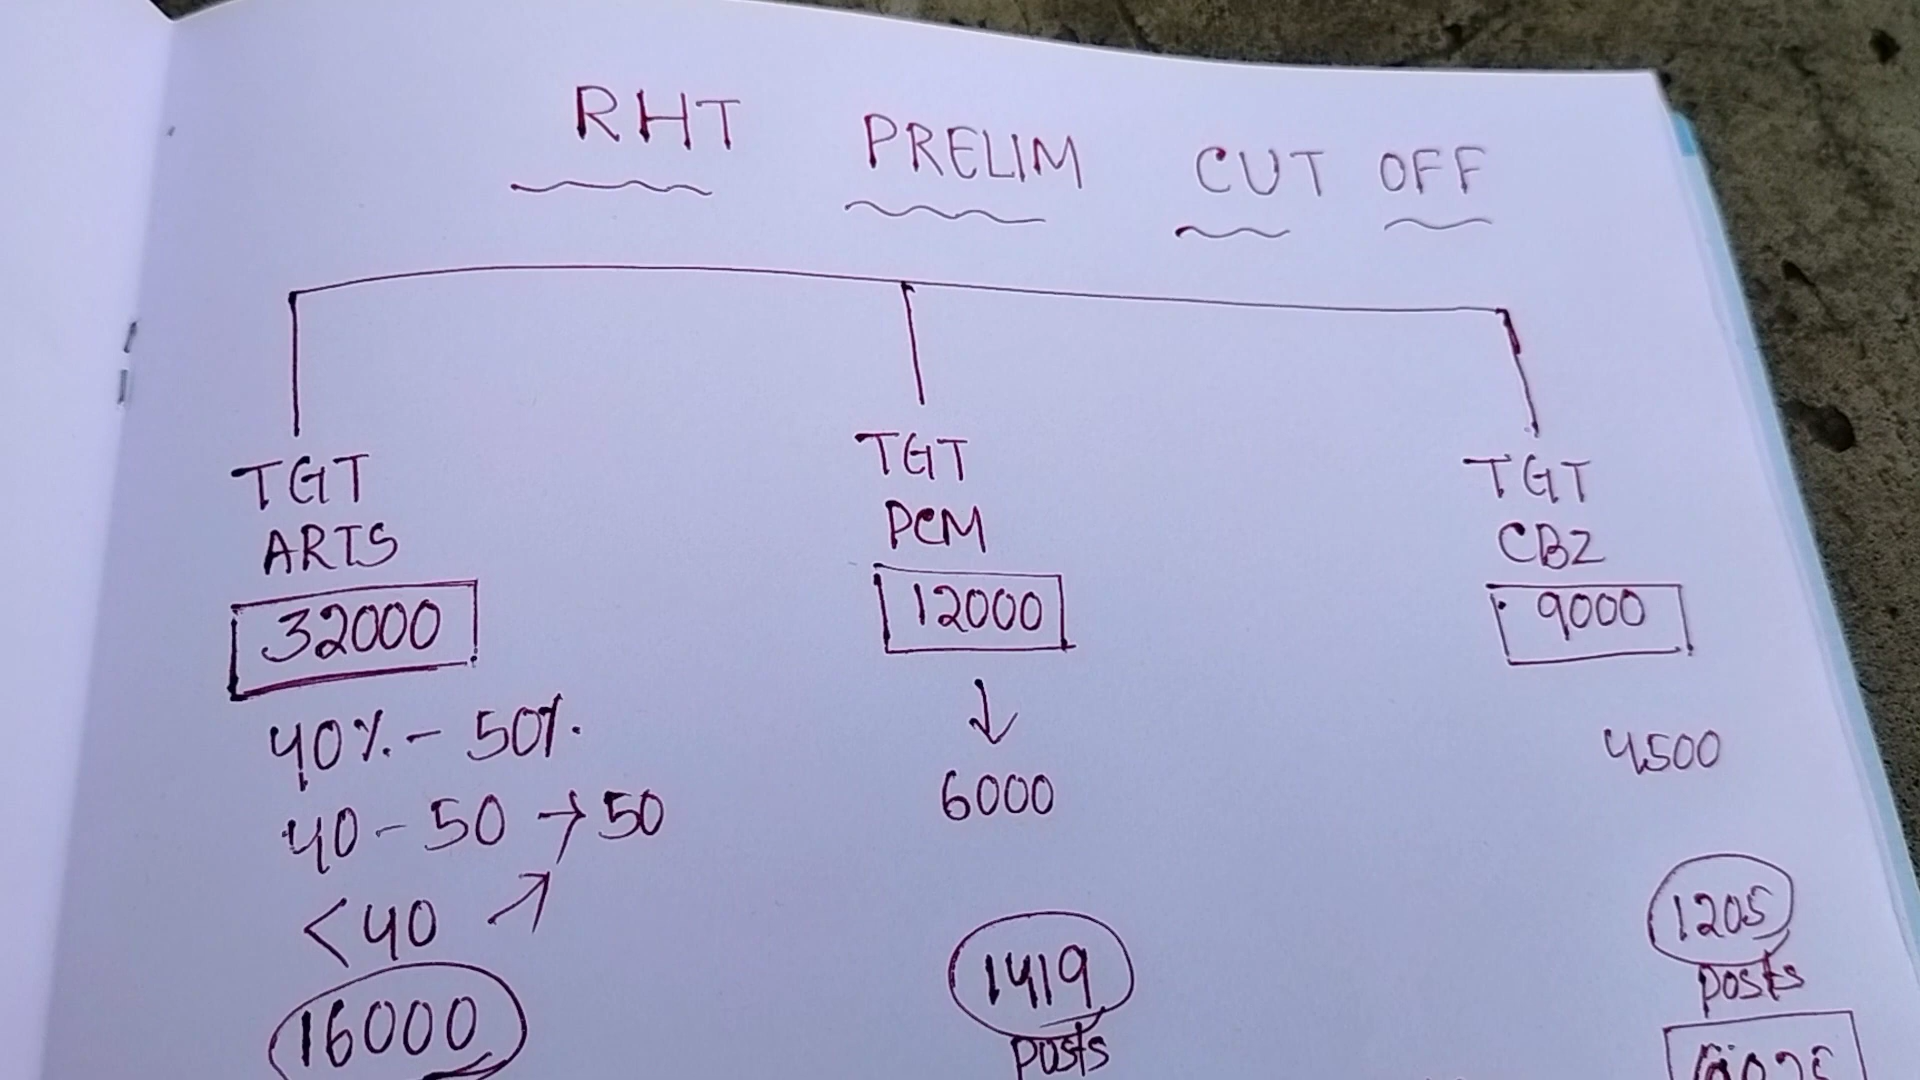 RHT PRELIM CUT OFF
TGT
ARTS
32000
40%.- 50%.
40 - 50 → 50
<40 ↗
16000
TGT
PCM
12000
↓
6000
1419
posts
TGT
CBZ
9000
4500
1205
posts